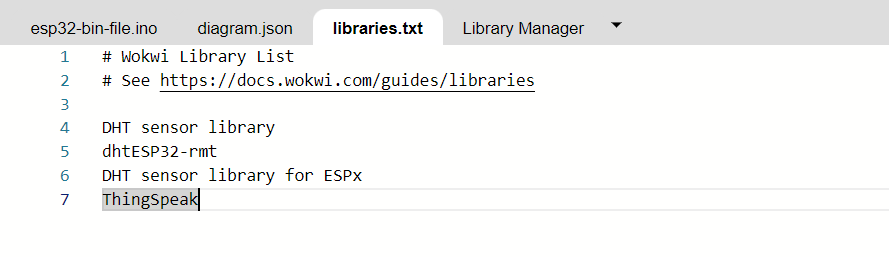 esp32-bin-file.ino diagram.json libraries.txt Library Manager
1 # Wokwi Library List
2 # See https://docs.wokwi.com/guides/libraries
3
4 DHT sensor library
5 dhtESP32-rmt
6 DHT sensor library for ESPx
7 ThingSpeak